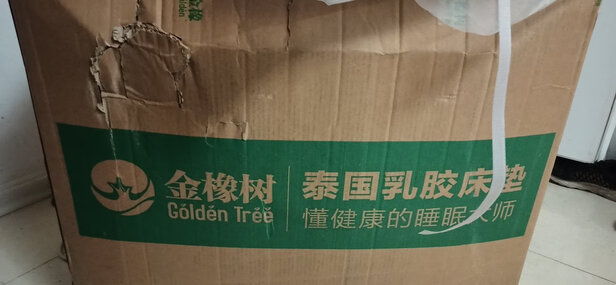 Golden
金橡树
Golden Tree
泰国乳胶床垫
懂健康的睡眠大师